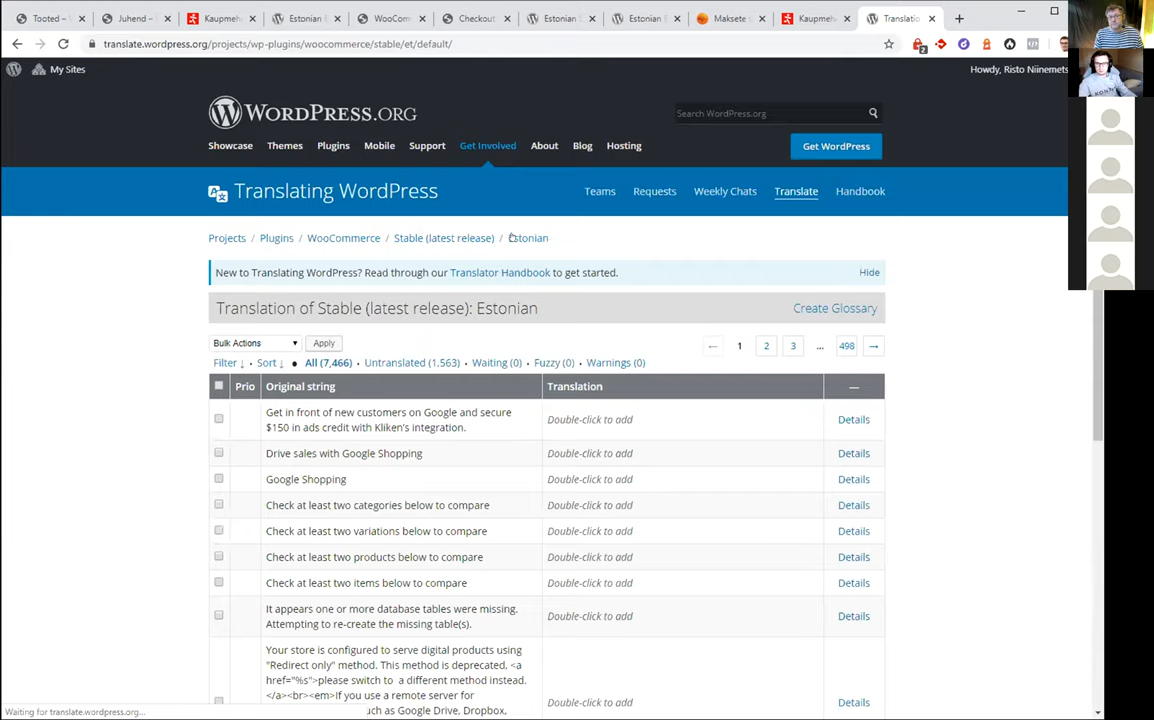 Tooted –
Juhend –
Kaupmeh
Estonian E
WooCom
Checkout
Estonian E
Estonian E
Maksete s
Kaupmeh
Translatio
translate.wordpress.org/projects/wp-plugins/woocommerce/stable/et/default/
2
My Sites
Howdy, Risto Niinemets
WORDPRESS.ORG
Search WordPress.org
Showcase Themes Plugins Mobile Support Get Involved About Blog Hosting
Get WordPress
Translating WordPress
Teams Requests Weekly Chats Translate Handbook
Projects / Plugins / WooCommerce / Stable (latest release) / Estonian
New to Translating WordPress? Read through our Translator Handbook to get started.
Hide
Translation of Stable (latest release): Estonian
Create Glossary
Bulk Actions Apply
← 1 2 3 ... 498 →
Filter ↓ • Sort ↓ • All (7,466) Untranslated (1,563) Waiting (0) Fuzzy (0) Warnings (0)
Prio Original string Translation —
Get in front of new customers on Google and secure
$150 in ads credit with Kliken's integration.
Double-click to add Details
Drive sales with Google Shopping Double-click to add Details
Google Shopping Double-click to add Details
Check at least two categories below to compare Double-click to add Details
Check at least two variations below to compare Double-click to add Details
Check at least two products below to compare Double-click to add Details
Check at least two items below to compare Double-click to add Details
It appears one or more database tables were missing.
Attempting to re-create the missing table(s).
Double-click to add Details
Your store is configured to serve digital products using
"Redirect only" method. This method is deprecated, <a
href="%s">please switch to a different method instead.
</a><br><em>If you use a remote server for
Double-click to add Details
such as Google Drive, Dropbox,
Waiting for translate.wordpress.org...